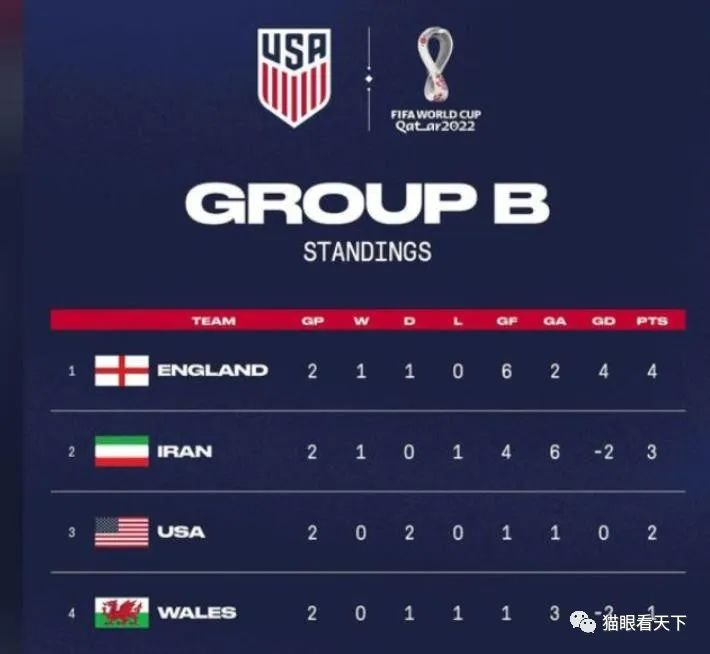 USA
FIFA WORLD CUP
Qatar2022
GROUP B
STANDINGS
TEAM GP W D L GF GA GD PTS
1 ENGLAND 2 1 1 0 6 2 4 4
2 IRAN 2 1 0 1 4 6 -2 3
3 USA 2 0 2 0 1 1 0 2
4 WALES 2 0 1 1 1 3 -2 1
猫眼看天下